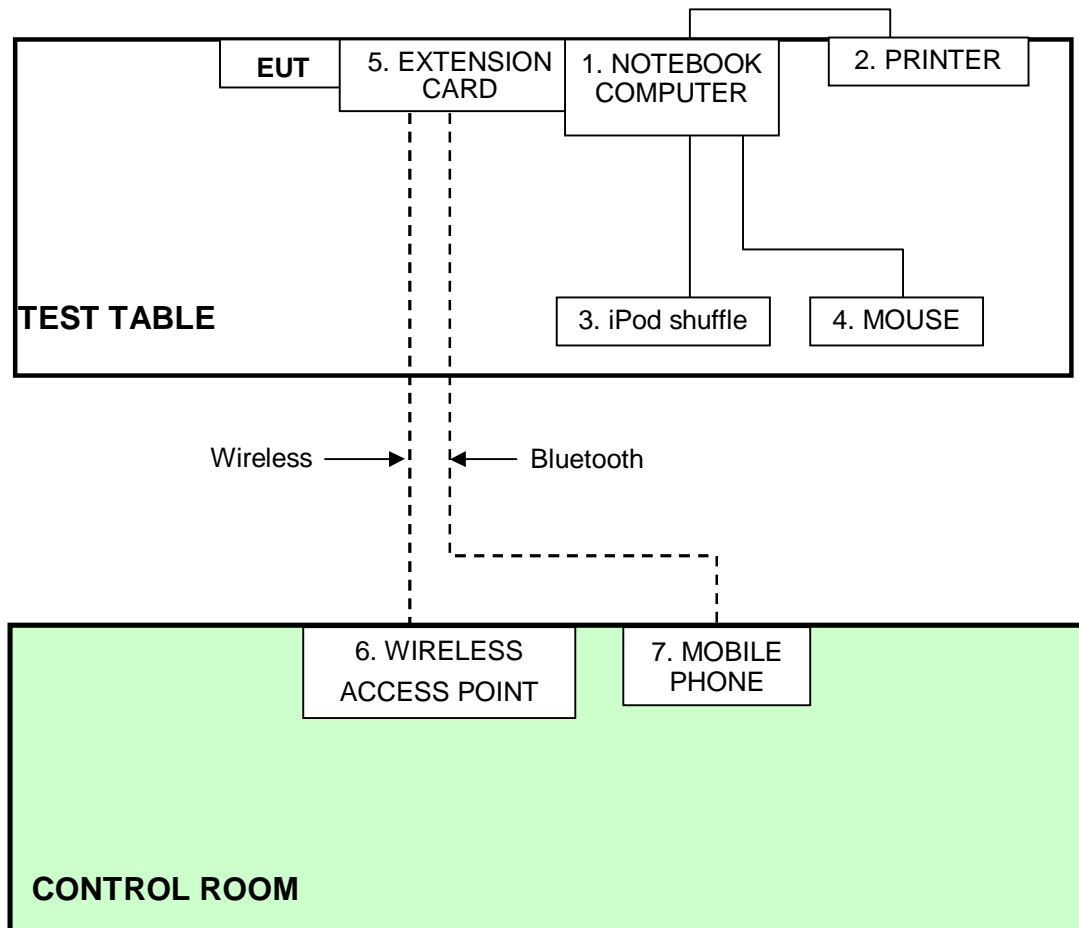 EUT
5. EXTENSION
CARD
1. NOTEBOOK
COMPUTER
2. PRINTER
TEST TABLE
3. iPod shuffle
4. MOUSE
Wireless
Bluetooth
6. WIRELESS
ACCESS POINT
7. MOBILE
PHONE
CONTROL ROOM